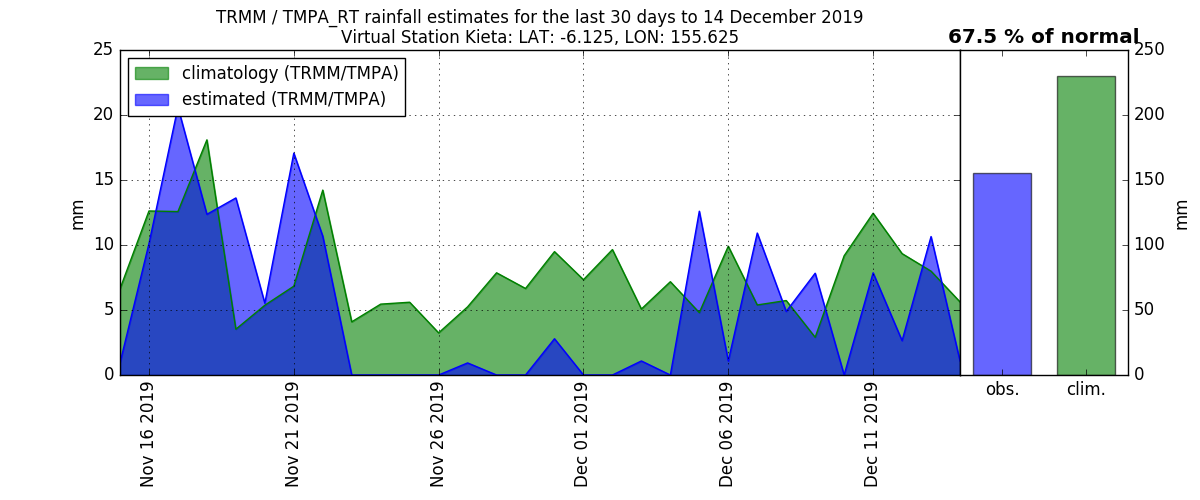 TRMM / TMPA_RT rainfall estimates for the last 30 days to 14 December 2019
Virtual Station Kieta: LAT: -6.125, LON: 155.625
67.5 % of normal
climatology (TRMM/TMPA)
estimated (TRMM/TMPA)
25
20
15
10
5
0
mm
Nov 16 2019
Nov 21 2019
Nov 26 2019
Dec 01 2019
Dec 06 2019
Dec 11 2019
250
200
150
100
50
0
mm
obs.
clim.